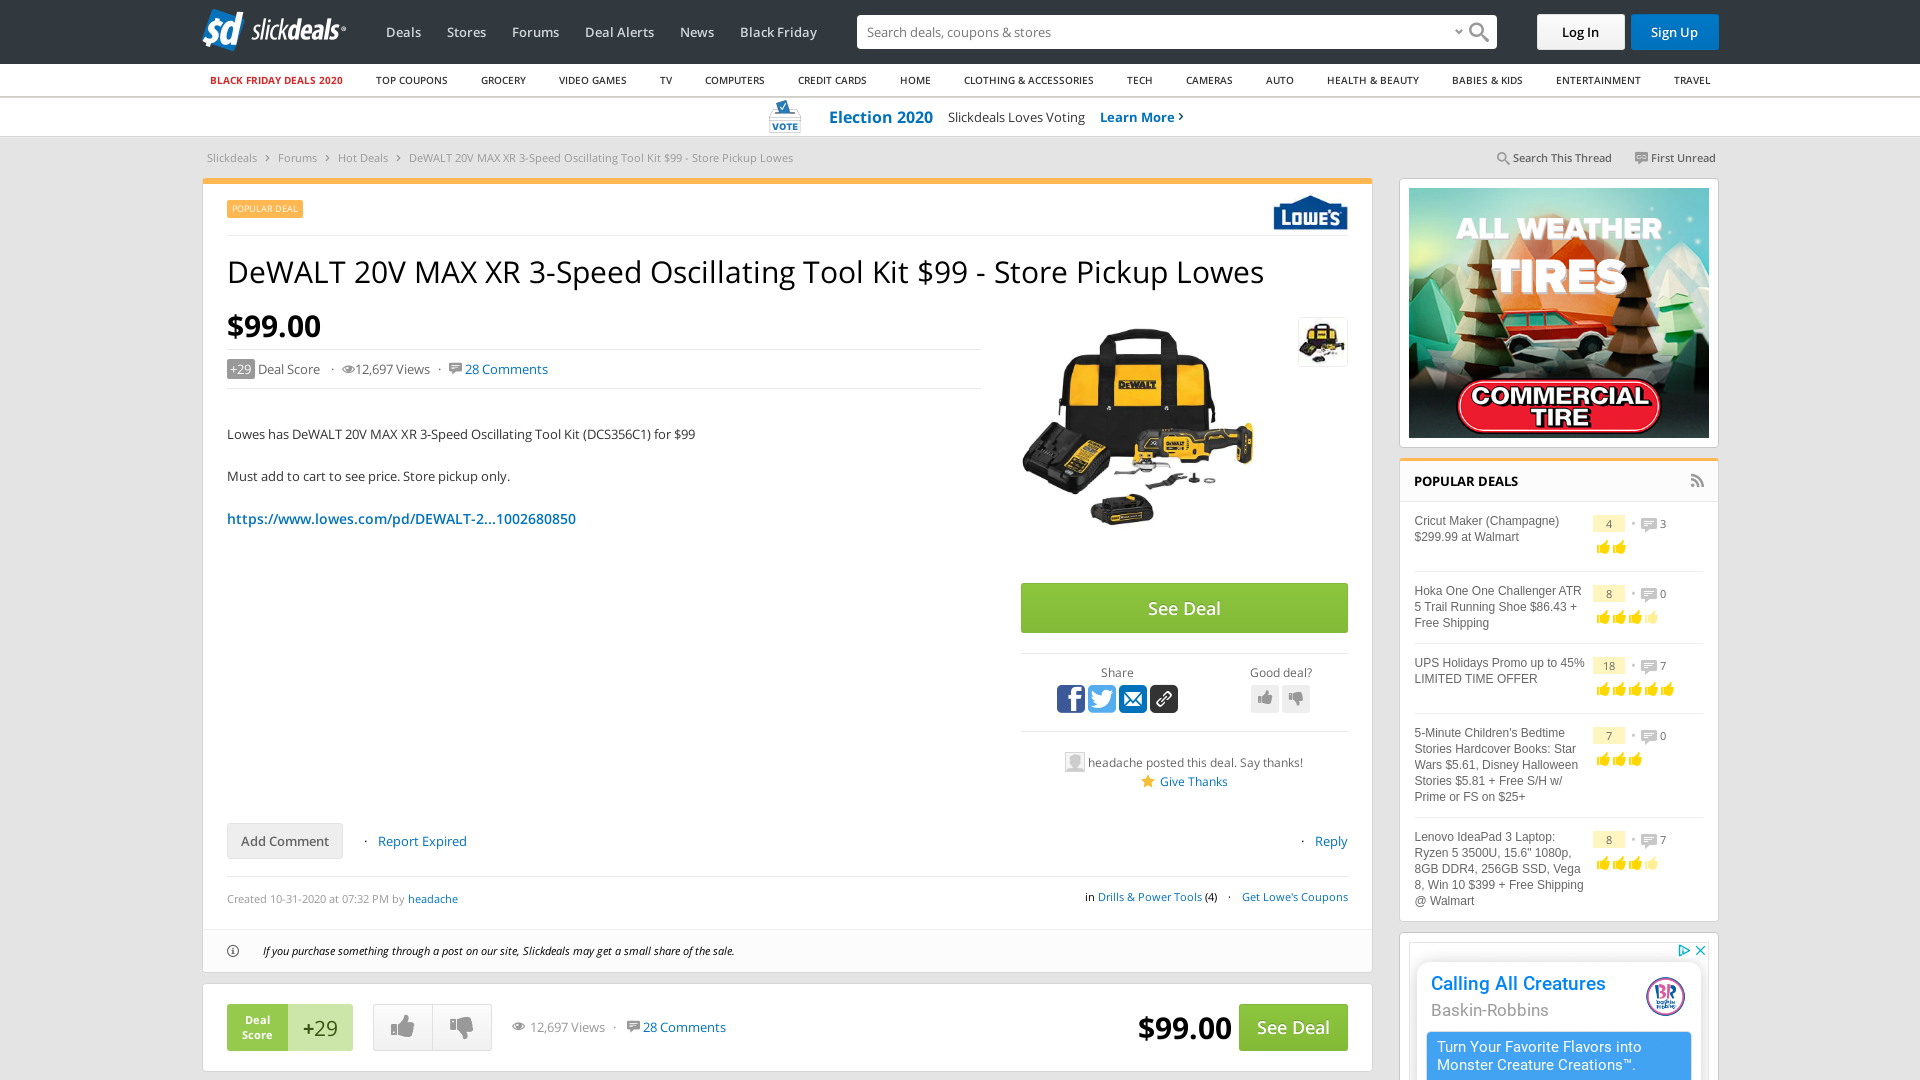 sd slickdeals
Deals
Stores
Forums
Deal Alerts
News
Black Friday
Search deals, coupons & stores
Log In
Sign Up
BLACK FRIDAY DEALS 2020
TOP COUPONS
GROCERY
VIDEO GAMES
TV
COMPUTERS
CREDIT CARDS
HOME
CLOTHING & ACCESSORIES
TECH
CAMERAS
AUTO
HEALTH & BEAUTY
BABIES & KIDS
ENTERTAINMENT
TRAVEL
VOTE
Election 2020
Slickdeals Loves Voting
Learn More
Slickdeals > Forums > Hot Deals > DeWALT 20V MAX XR 3-Speed Oscillating Tool Kit $99 - Store Pickup Lowes
Search This Thread
First Unread
POPULAR DEAL
LOWE'S
DeWALT 20V MAX XR 3-Speed Oscillating Tool Kit $99 - Store Pickup Lowes
$99.00
+29 Deal Score · 12,697 Views · 28 Comments
Lowes has DeWALT 20V MAX XR 3-Speed Oscillating Tool Kit (DCS356C1) for $99
Must add to cart to see price. Store pickup only.
https://www.lowes.com/pd/DEWALT-2...1002680850
DEWALT
See Deal
Share
Good deal?
headache posted this deal. Say thanks!
Give Thanks
Add Comment
· Report Expired
· Reply
Created 10-31-2020 at 07:32 PM by headache
in Drills & Power Tools (4) · Get Lowe's Coupons
If you purchase something through a post on our site, Slickdeals may get a small share of the sale.
Deal
Score
+29
12,697 Views · 28 Comments
$99.00
See Deal
ALL WEATHER
TIRES
COMMERCIAL
TIRE
POPULAR DEALS
Cricut Maker (Champagne)
$299.99 at Walmart
4 • 3
Hoka One One Challenger ATR
5 Trail Running Shoe $86.43 +
Free Shipping
8 • 0
UPS Holidays Promo up to 45%
LIMITED TIME OFFER
18 • 7
5-Minute Children's Bedtime
Stories Hardcover Books: Star
Wars $5.61, Disney Halloween
Stories $5.81 + Free S/H w/
Prime or FS on $25+
7 • 0
Lenovo IdeaPad 3 Laptop:
Ryzen 5 3500U, 15.6" 1080p,
8GB DDR4, 256GB SSD, Vega
8, Win 10 $399 + Free Shipping
@ Walmart
8 • 7
Calling All Creatures
Baskin-Robbins
BR
Turn Your Favorite Flavors into
Monster Creature Creations™.